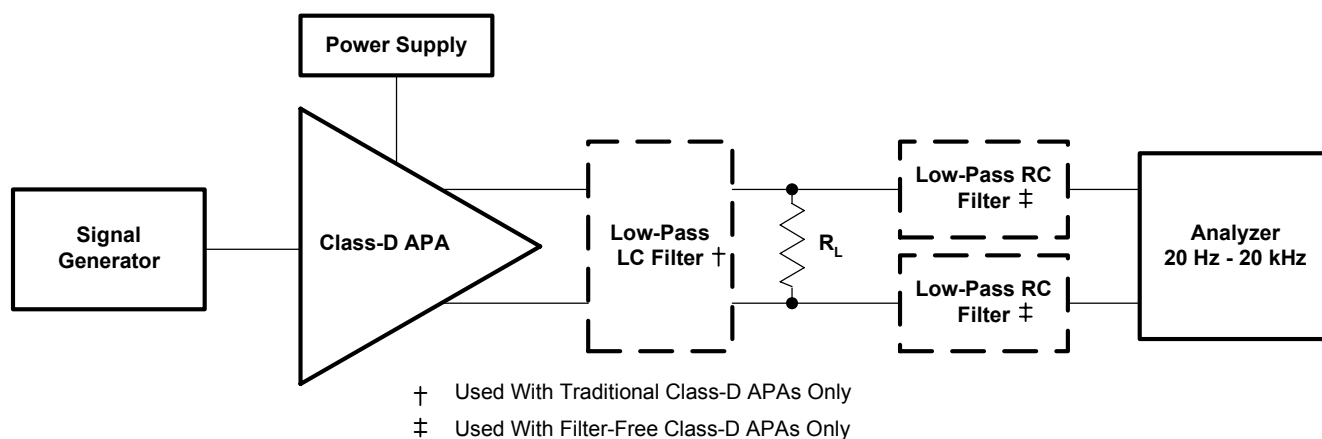 Power Supply
Signal
Generator
Class-D APA
Low-Pass
LC Filter †
R_L
Low-Pass RC
Filter ‡
Low-Pass RC
Filter ‡
Analyzer
20 Hz - 20 kHz
† Used With Traditional Class-D APAs Only
‡ Used With Filter-Free Class-D APAs Only